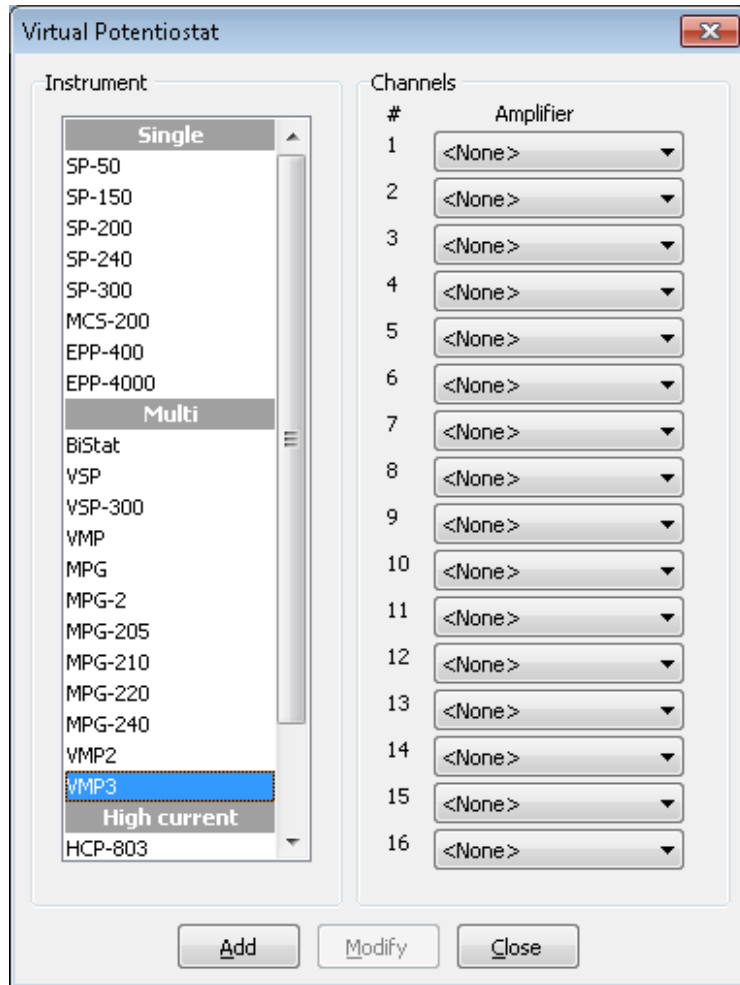 Virtual Potentiostat
Instrument
Single
SP-50
SP-150
SP-200
SP-240
SP-300
MCS-200
EPP-400
EPP-4000
Multi
BiStat
VSP
VSP-300
VMP
MPG
MPG-2
MPG-205
MPG-210
MPG-220
MPG-240
VMP2
VMP3
High current
HCP-803
Channels
# Amplifier
1 <None>
2 <None>
3 <None>
4 <None>
5 <None>
6 <None>
7 <None>
8 <None>
9 <None>
10 <None>
11 <None>
12 <None>
13 <None>
14 <None>
15 <None>
16 <None>
Add Modify Close